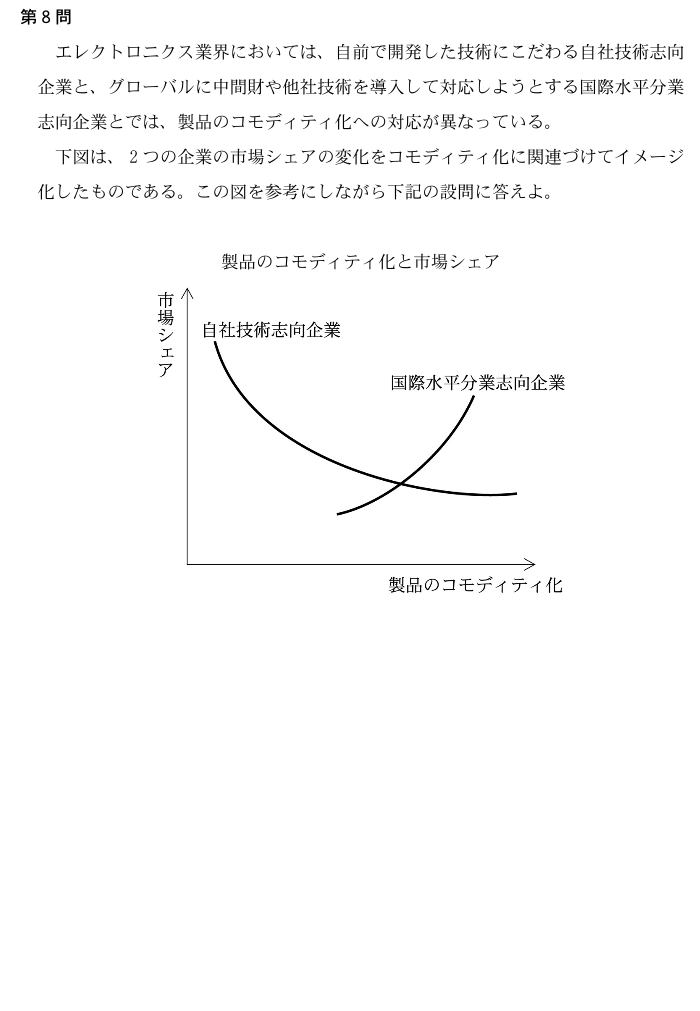 第8問
エレクトロニクス業界においては、自前で開発した技術にこだわる自社技術志向
企業と、グローバルに中間財や他社技術を導入して対応しようとする国際水平分業
志向企業とでは、製品のコモディティ化への対応が異なっている。
下図は、2つの企業の市場シェアの変化をコモディティ化に関連づけてイメージ
化したものである。この図を参考にしながら下記の設問に答えよ。
製品のコモディティ化と市場シェア
市場シェア
自社技術志向企業
国際水平分業志向企業
製品のコモディティ化